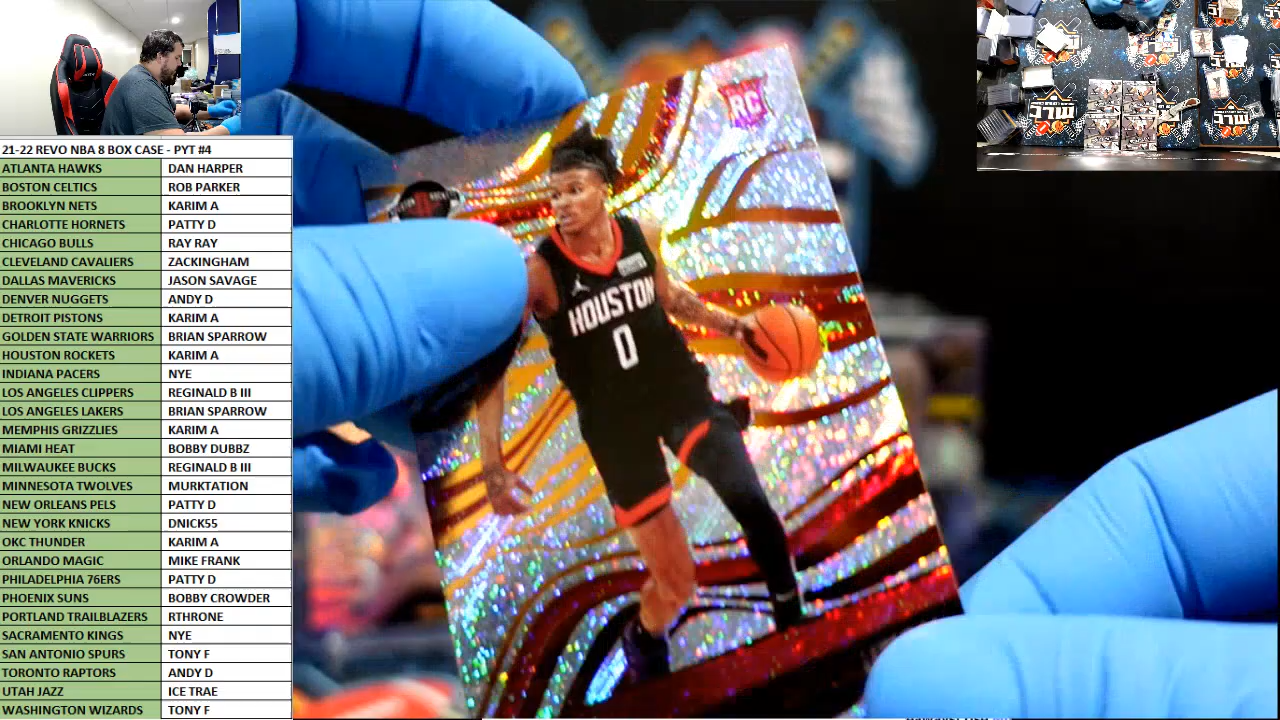 21-22 REVO NBA 8 BOX CASE - PYT #4
ATLANTA HAWKS DAN HARPER
BOSTON CELTICS ROB PARKER
BROOKLYN NETS KARIM A
CHARLOTTE HORNETS PATTY D
CHICAGO BULLS RAY RAY
CLEVELAND CAVALIERS ZACKINGHAM
DALLAS MAVERICKS JASON SAVAGE
DENVER NUGGETS ANDY D
DETROIT PISTONS KARIM A
GOLDEN STATE WARRIORS BRIAN SPARROW
HOUSTON ROCKETS KARIM A
INDIANA PACERS NYE
LOS ANGELES CLIPPERS REGINALD B III
LOS ANGELES LAKERS BRIAN SPARROW
MEMPHIS GRIZZLIES KARIM A
MIAMI HEAT BOBBY DUBBZ
MILWAUKEE BUCKS REGINALD B III
MINNESOTA TWOLVES MURKTATION
NEW ORLEANS PELS PATTY D
NEW YORK KNICKS DNICK55
OKC THUNDER KARIM A
ORLANDO MAGIC MIKE FRANK
PHILADELPHIA 76ERS PATTY D
PHOENIX SUNS BOBBY CROWDER
PORTLAND TRAILBLAZERS RTHRONE
SACRAMENTO KINGS NYE
SAN ANTONIO SPURS TONY F
TORONTO RAPTORS ANDY D
UTAH JAZZ ICE TRAE
WASHINGTON WIZARDS TONY F
RC
HOUSTON
0